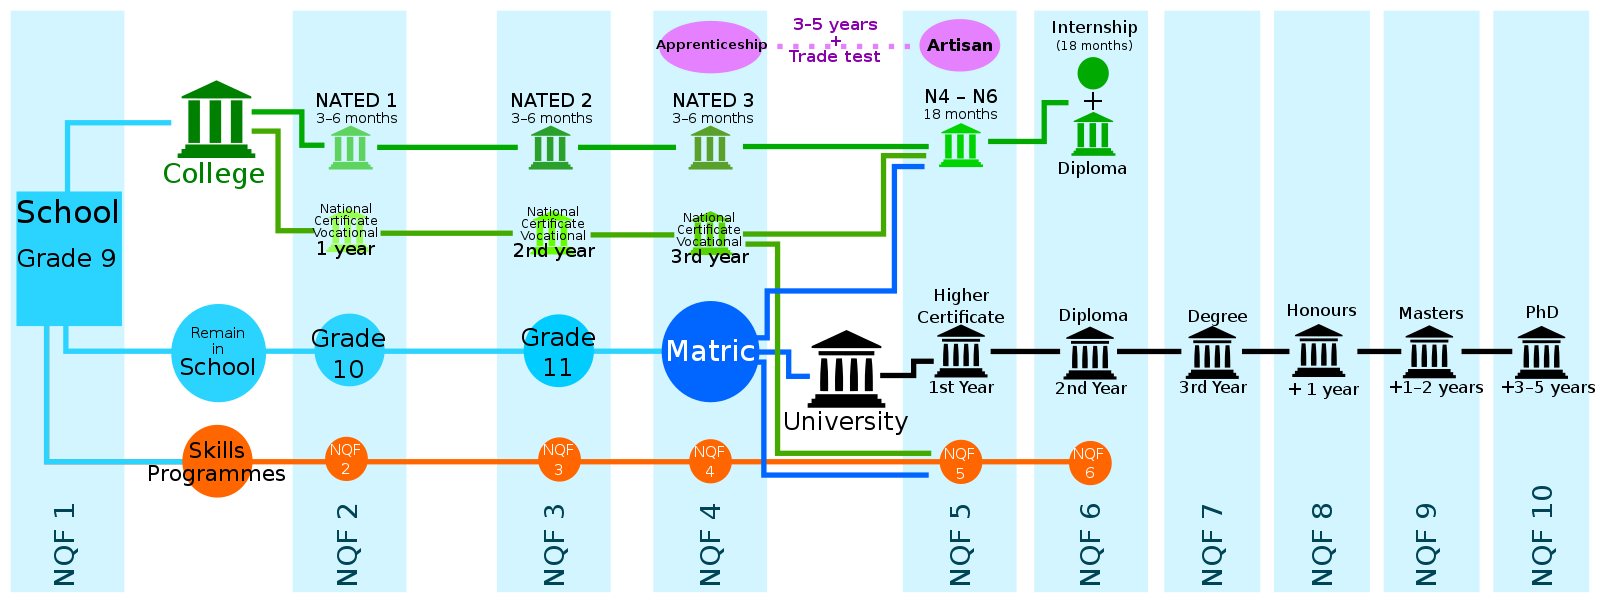 3–5 years
+
Trade test
Apprenticeship
Artisan
Internship
(18 months)
+
Diploma
NATED 1
3–6 months
NATED 2
3–6 months
NATED 3
3–6 months
N4 – N6
18 months
College
School
Grade 9
National
Certificate
Vocational
1 year
National
Certificate
Vocational
2nd year
National
Certificate
Vocational
3rd year
Remain
in
School
Grade
10
Grade
11
Matric
University
Higher
Certificate
1st Year
Diploma
2nd Year
Degree
3rd Year
Honours
+ 1 year
Masters
+1–2 years
PhD
+3–5 years
Skills
Programmes
NQF
2
NQF
3
NQF
4
NQF
5
NQF
6
NQF 1
NQF 2
NQF 3
NQF 4
NQF 5
NQF 6
NQF 7
NQF 8
NQF 9
NQF 10